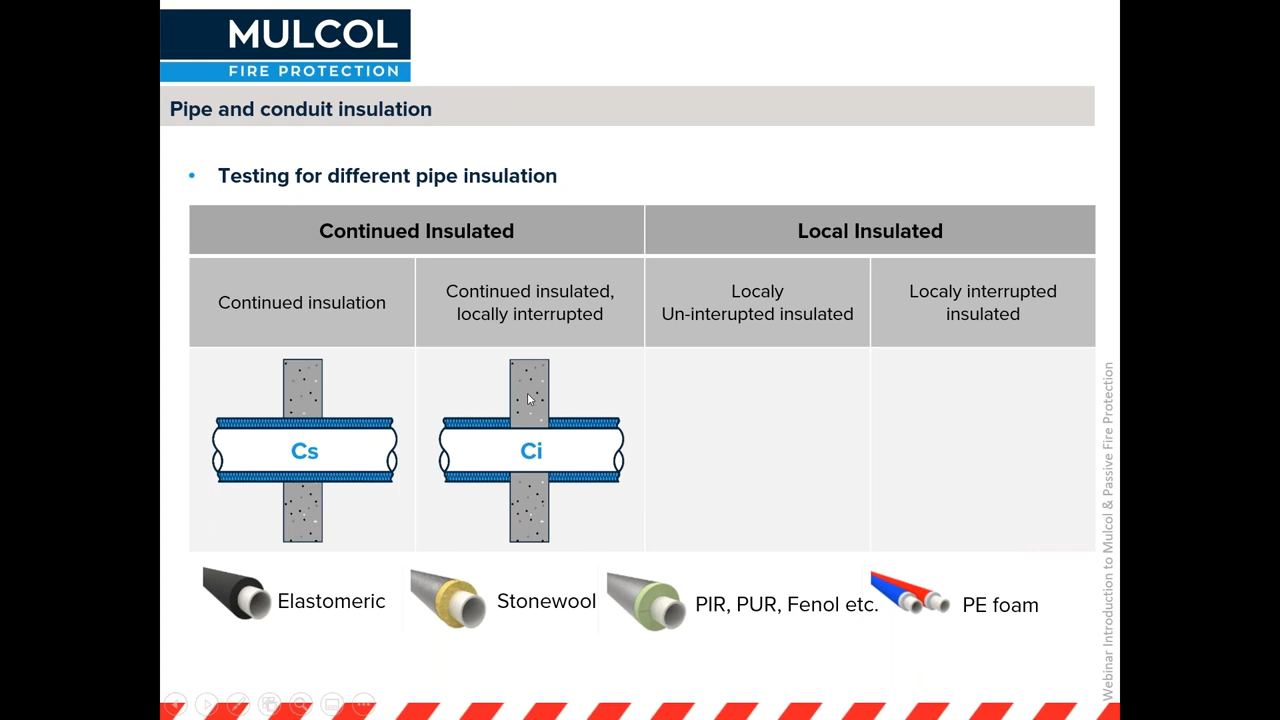 MULCOL
FIRE PROTECTION
Pipe and conduit insulation
• Testing for different pipe insulation
Continued Insulated
Local Insulated
Continued insulation
Continued insulated,
locally interrupted
Localy
Un-interupted insulated
Localy interrupted
insulated
Cs
Ci
Elastomeric
Stonewool
PIR, PUR, Fenol etc.
PE foam
Webinar Introduction to Mulcol & Passive Fire Protection